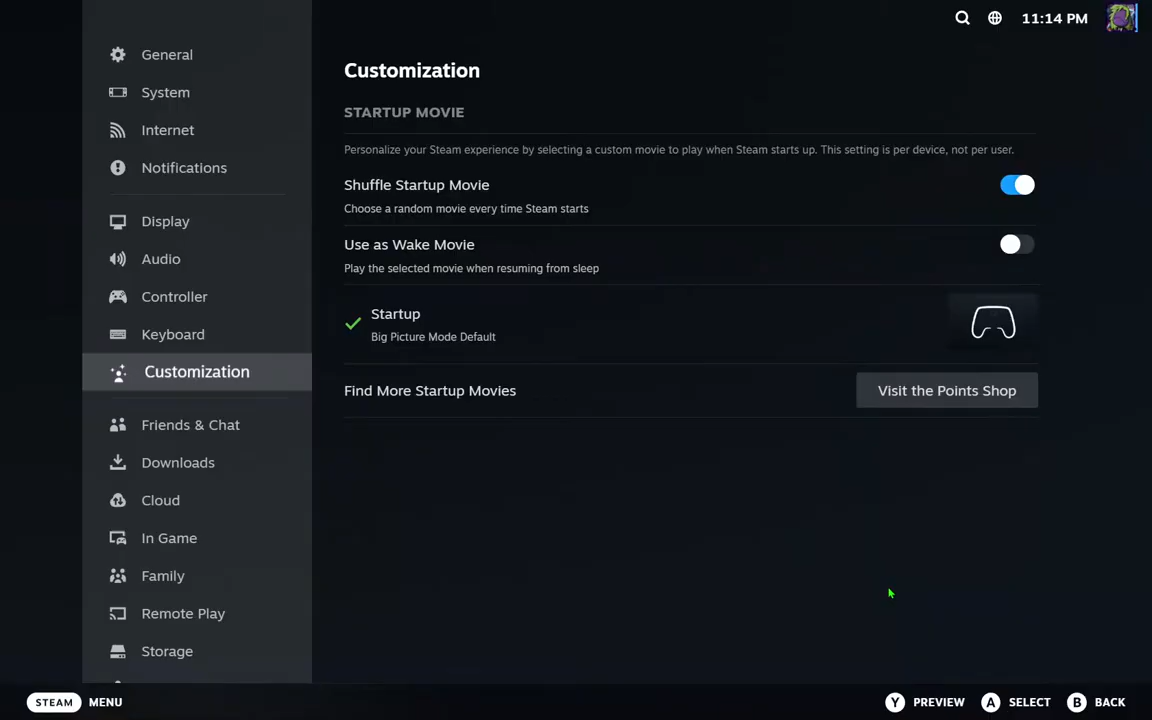 11:14 PM
General
System
Internet
Notifications
Display
Audio
Controller
Keyboard
Customization
Friends & Chat
Downloads
Cloud
In Game
Family
Remote Play
Storage
Customization
STARTUP MOVIE
Personalize your Steam experience by selecting a custom movie to play when Steam starts up. This setting is per device, not per user.
Shuffle Startup Movie
Choose a random movie every time Steam starts
Use as Wake Movie
Play the selected movie when resuming from sleep
Startup
Big Picture Mode Default
Find More Startup Movies
Visit the Points Shop
STEAM MENU
Y PREVIEW A SELECT B BACK